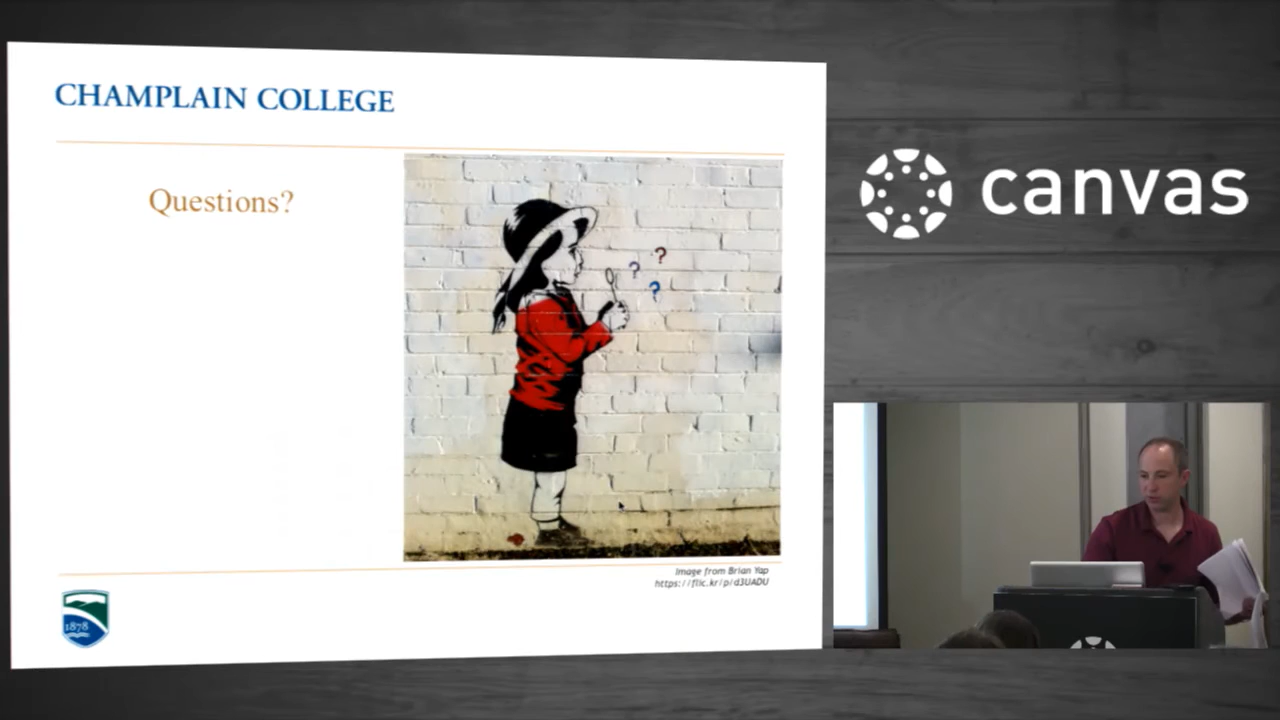 CHAMPLAIN COLLEGE
Questions?
? ? ?
Image from Brian Yap
https://flic.kr/p/d3UADU
1878
canvas